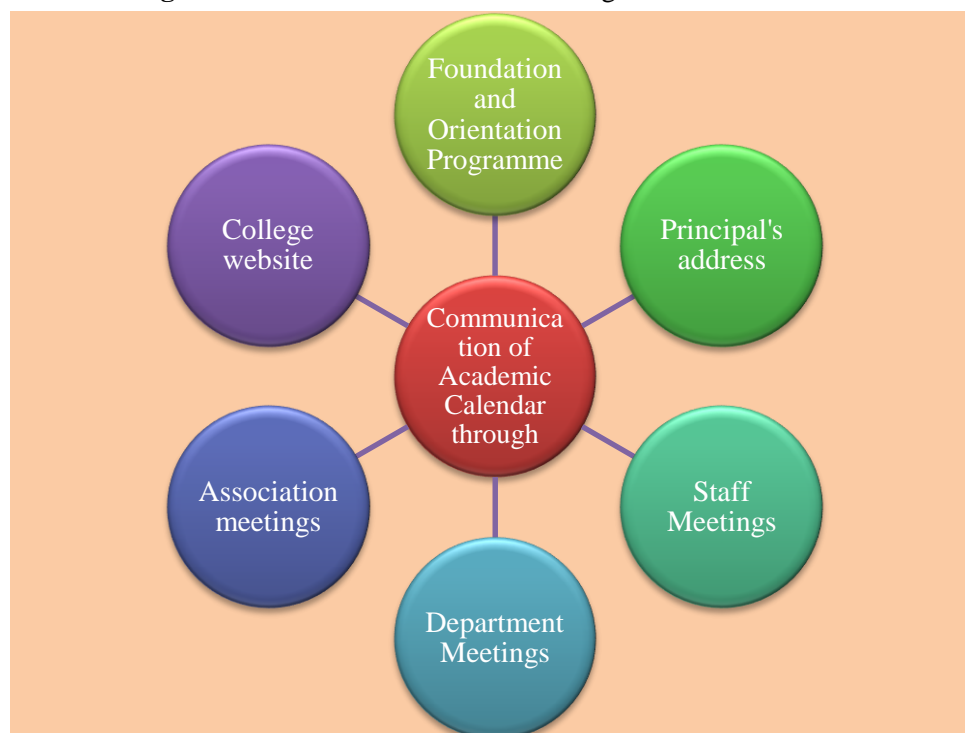 Foundation
and
Orientation
Programme
Principal's
address
Staff
Meetings
Department
Meetings
Association
meetings
College
website
Communica
tion of
Academic
Calendar
through